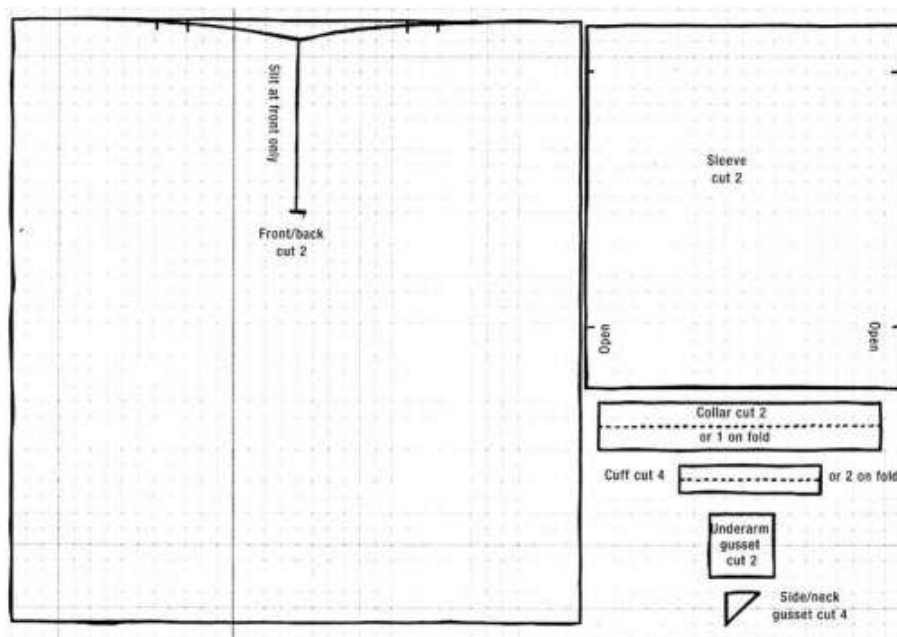 Slit at front only
Front/back
cut 2
Sleeve
cut 2
Open
Open
Collar cut 2
or 1 on fold
Cuff cut 4
or 2 on fold
Underarm
gusset
cut 2
Side/neck
gusset cut 4